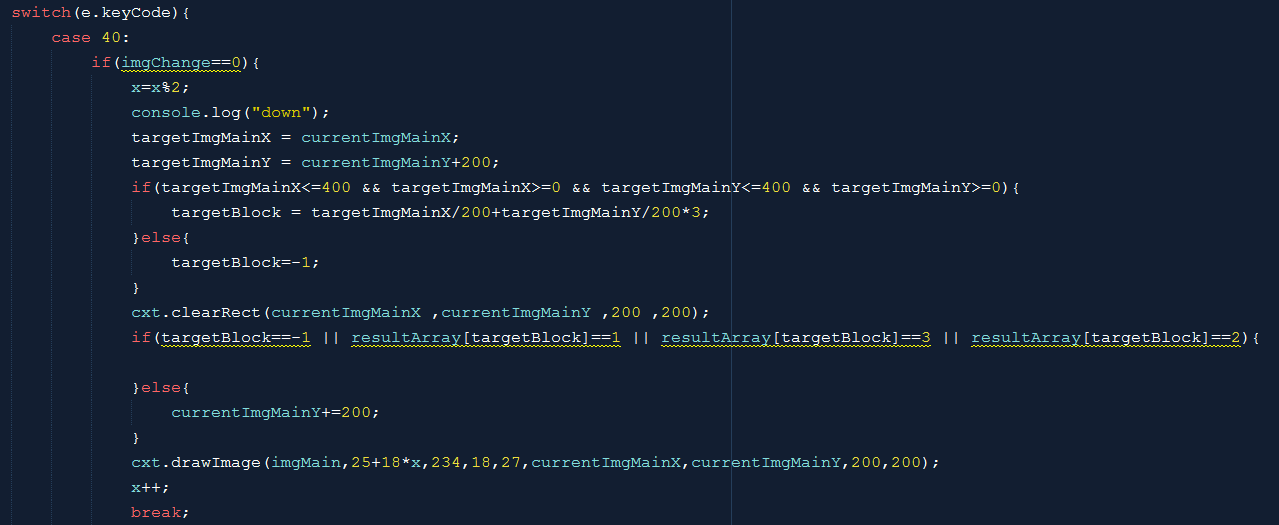 switch(e.keyCode){
case 40:
if(imgChange==0){
x=x%2;
console.log("down");
targetImgMainX = currentImgMainX;
targetImgMainY = currentImgMainY+200;
if(targetImgMainX<=400 && targetImgMainX>=0 && targetImgMainY<=400 && targetImgMainY>=0){
targetBlock = targetImgMainX/200+targetImgMainY/200*3;
}else{
targetBlock=-1;
}
cxt.clearRect(currentImgMainX ,currentImgMainY ,200 ,200);
if(targetBlock==-1 || resultArray[targetBlock]==1 || resultArray[targetBlock]==3 || resultArray[targetBlock]==2){
}else{
currentImgMainY+=200;
}
cxt.drawImage(imgMain,25+18*x,234,18,27,currentImgMainX,currentImgMainY,200,200);
x++;
break;